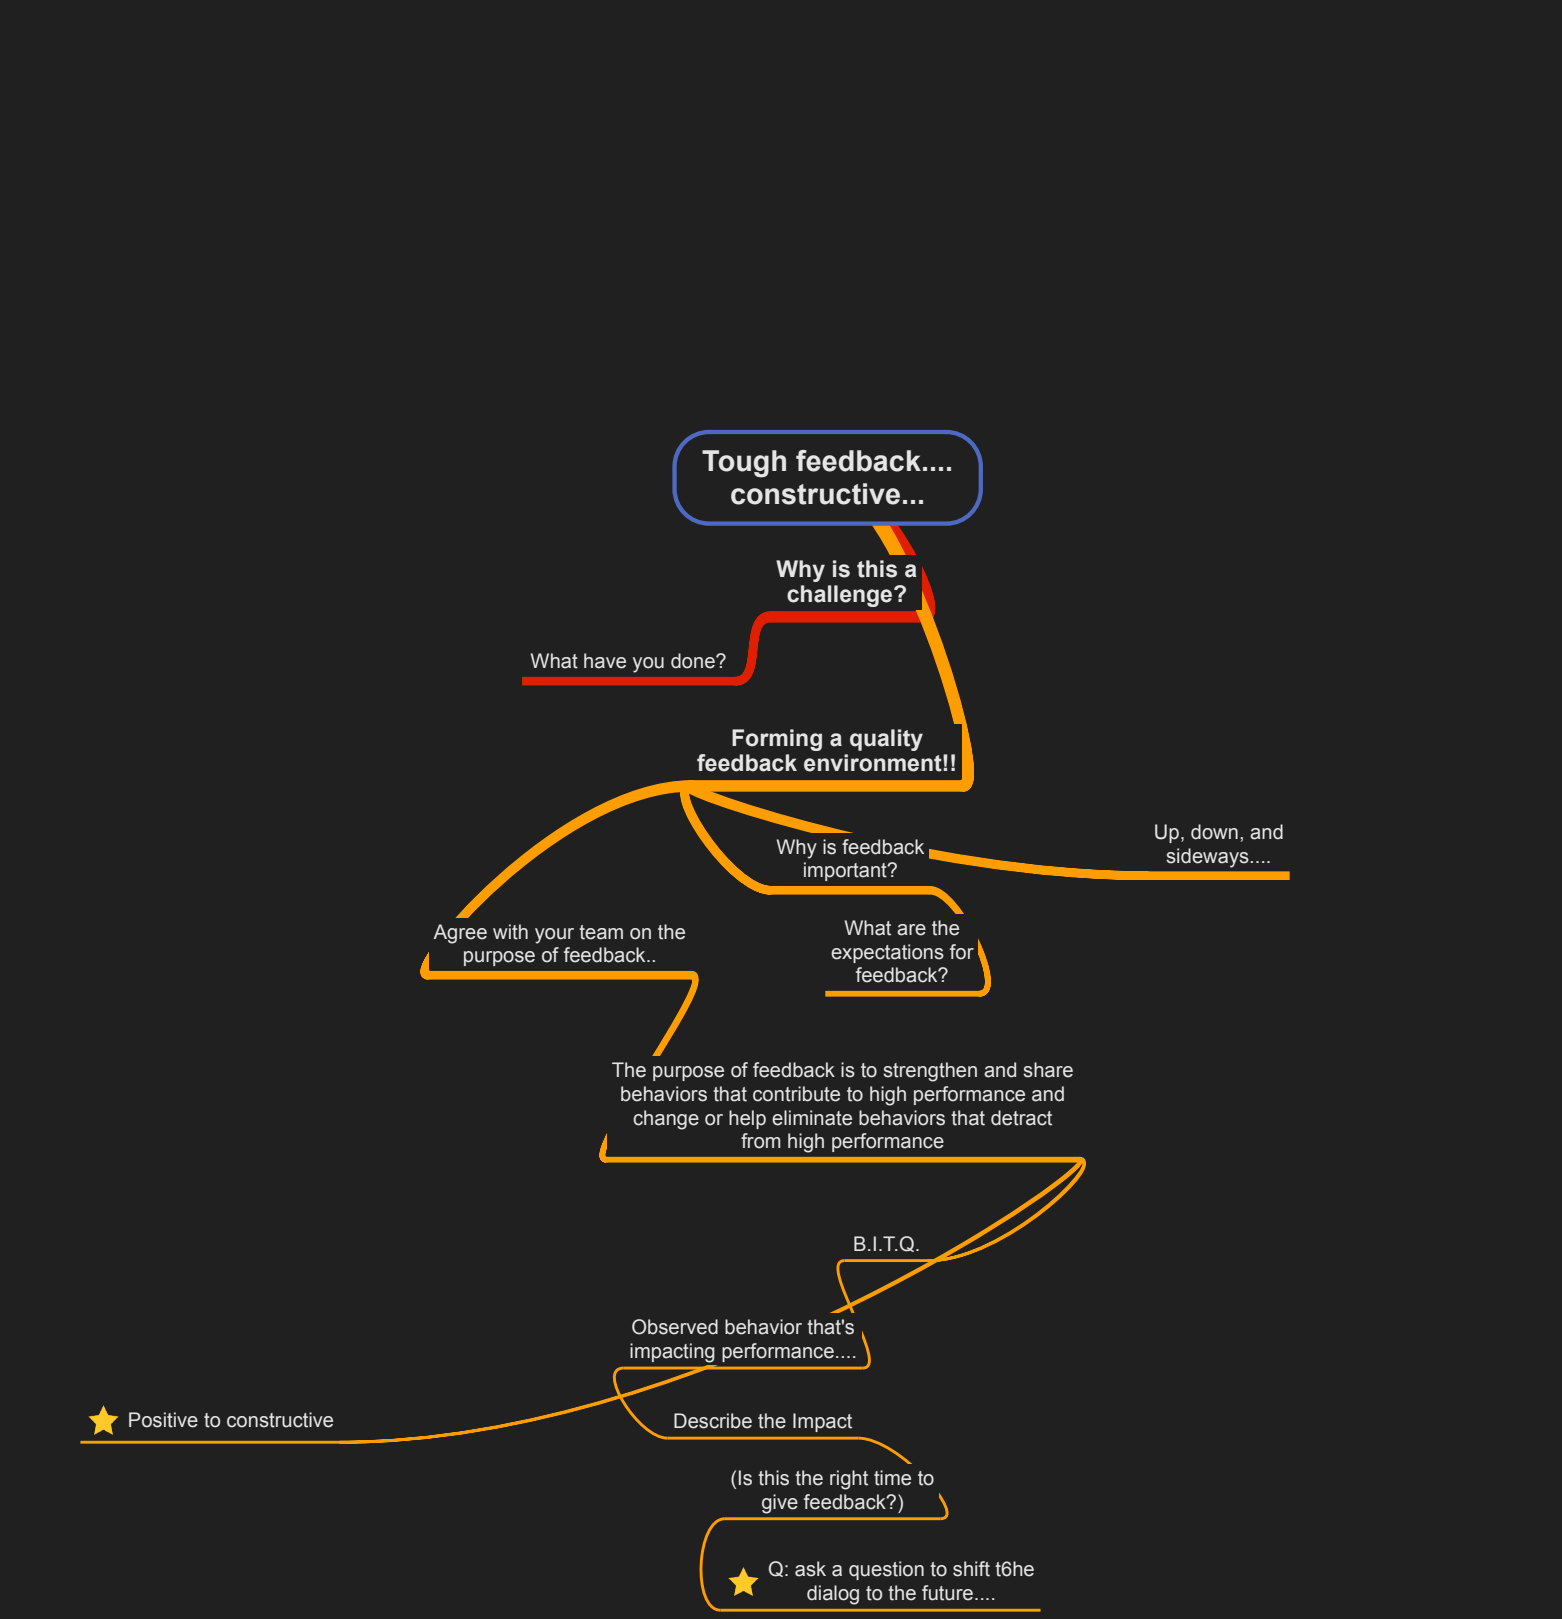 Tough feedback....
constructive...
Why is this a
challenge?
What have you done?
Forming a quality
feedback environment!!
Up, down, and
sideways....
Why is feedback
important?
What are the
expectations for
feedback?
Agree with your team on the
purpose of feedback..
The purpose of feedback is to strengthen and share
behaviors that contribute to high performance and
change or help eliminate behaviors that detract
from high performance
B.I.T.Q.
Observed behavior that's
impacting performance....
Positive to constructive
Describe the Impact
(Is this the right time to
give feedback?)
Q: ask a question to shift t6he
dialog to the future....